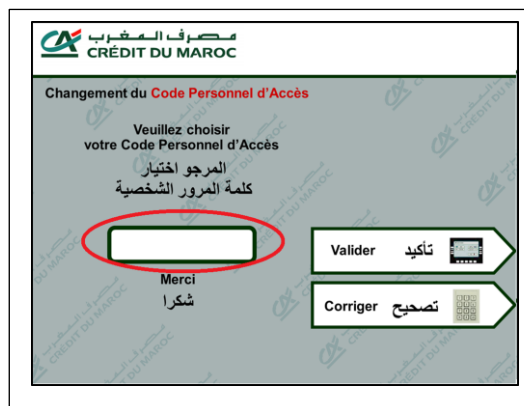 مصرف المغرب
CRÉDIT DU MAROC
Changement du Code Personnel d'Accès
Veuillez choisir
votre Code Personnel d'Accès
المرجو اختيار
كلمة المرور الشخصية
Valider تأكيد
Merci
شكرا
Corriger تصحيح